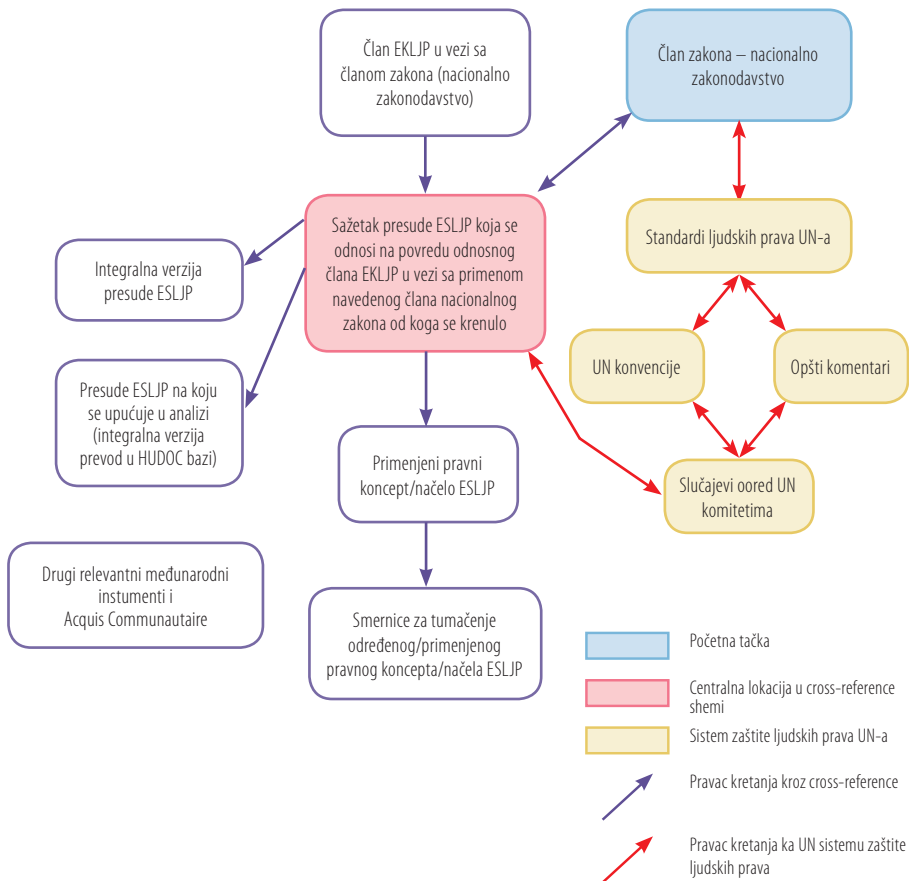 Član EKLJP u vezi sa
članom zakona (nacionalno
zakonodavstvo)
Član zakona – nacionalno
zakonodavstvo
Sažetak presude ESLJP koja se
odnosi na povredu odnosnog
člana EKLJP u vezi sa primenom
navedenog člana nacionalnog
zakona od koga se krenulo
Standardi ljudskih prava UN-a
Integralna verzija
presude ESLJP
UN konvencije
Opšti komentari
Presude ESLJP na koju
se upućuje u analizi
(integralna verzija
prevod u HUDOC bazi)
Primenjeni pravni
koncept/načelo ESLJP
Slučajevi oored UN
komitetima
Drugi relevantni međunarodni
instumenti i
Acquis Communautaire
Smernice za tumačenje
određenog/primenjenog
pravnog koncepta/načela ESLJP
Početna tačka
Centralna lokacija u cross-reference
shemi
Sistem zaštite ljudskih prava UN-a
Pravac kretanja kroz cross-reference
Pravac kretanja ka UN sistemu zaštite
ljudskih prava